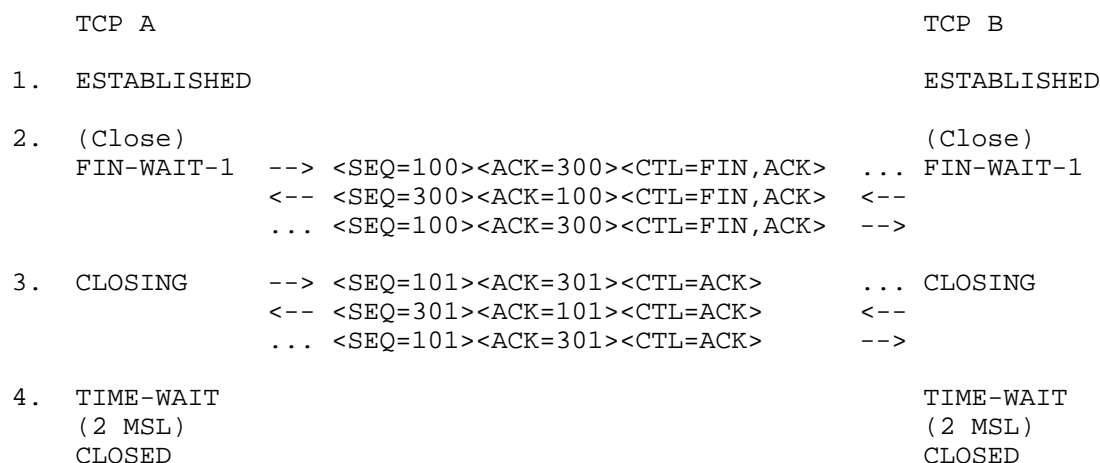 TCP A                                                TCP B
1.  ESTABLISHED                                          ESTABLISHED
2.  (Close)                                              (Close)
    FIN-WAIT-1  --> <SEQ=100><ACK=300><CTL=FIN,ACK>  ... FIN-WAIT-1
                <-- <SEQ=300><ACK=100><CTL=FIN,ACK>  <--
                ... <SEQ=100><ACK=300><CTL=FIN,ACK>  -->
3.  CLOSING     --> <SEQ=101><ACK=301><CTL=ACK>      ... CLOSING
                <-- <SEQ=301><ACK=101><CTL=ACK>      <--
                ... <SEQ=101><ACK=301><CTL=ACK>      -->
4.  TIME-WAIT                                            TIME-WAIT
    (2 MSL)                                              (2 MSL)
    CLOSED                                               CLOSED